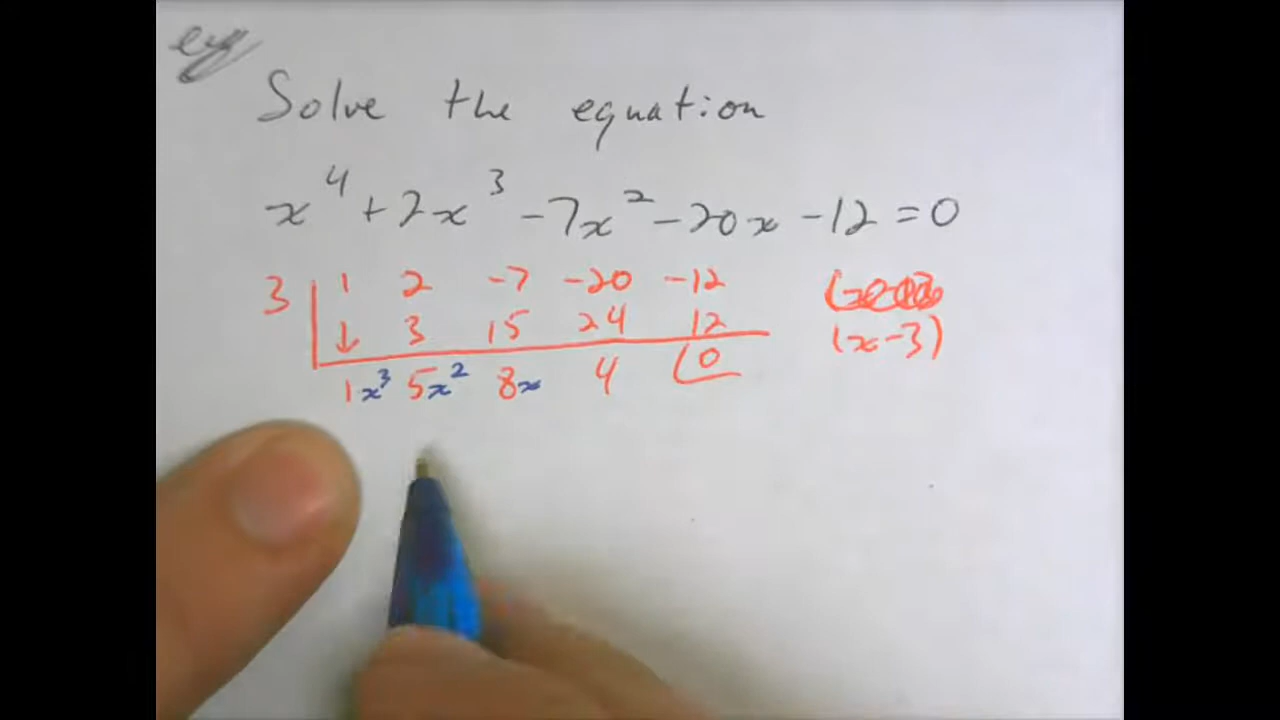 ex
Solve the equation
x⁴ + 2x³ - 7x² - 20x - 12 = 0
3 | 1 2 -7 -20 -12
↓ 3 15 24 12 (x-3)
1x³ 5x² 8x 4 0